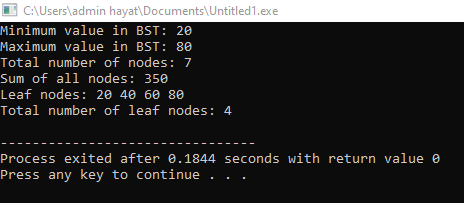 C:\Users\admin hayat\Documents\Untitled1.exe
Minimum value in BST: 20
Maximum value in BST: 80
Total number of nodes: 7
Sum of all nodes: 350
Leaf nodes: 20 40 60 80
Total number of leaf nodes: 4
--------------------------------
Process exited after 0.1844 seconds with return value 0
Press any key to continue . . .